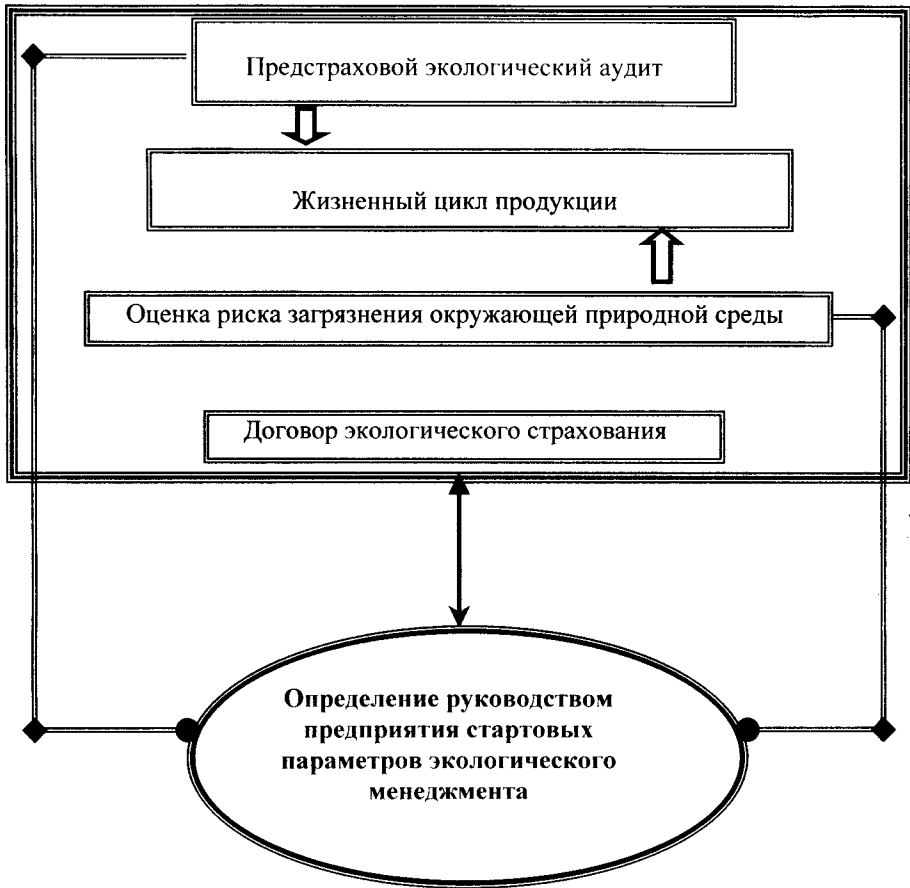 Предстраховой экологический аудит
Жизненный цикл продукции
Оценка риска загрязнения окружающей природной среды
Договор экологического страхования
Определение руководством
предприятия стартовых
параметров экологического
менеджмента